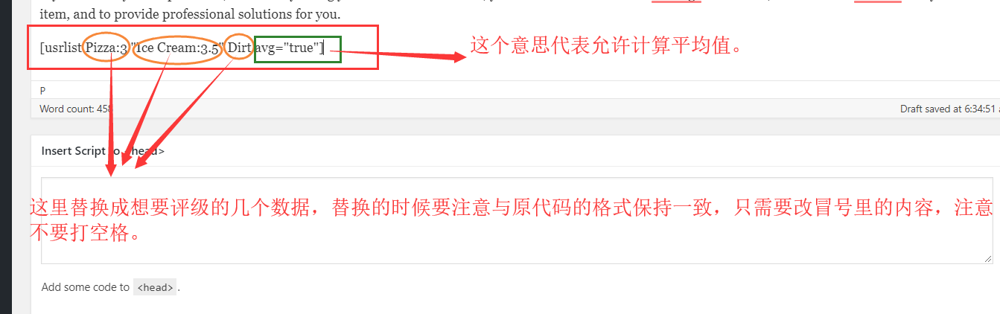 item, and to provide professional solutions for you.
[usrlist Pizza:3 "Ice Cream:3.5" Dirt avg="true"]
这个意思代表允许计算平均值。
P
Word count: 458
Draft saved at 6:34:51
Insert Script to <head>
这里替换成想要评级的几个数据，替换的时候要注意与原代码的格式保持一致，只需要改冒号里的内容，注意
不要打空格。
Add some code to <head> .